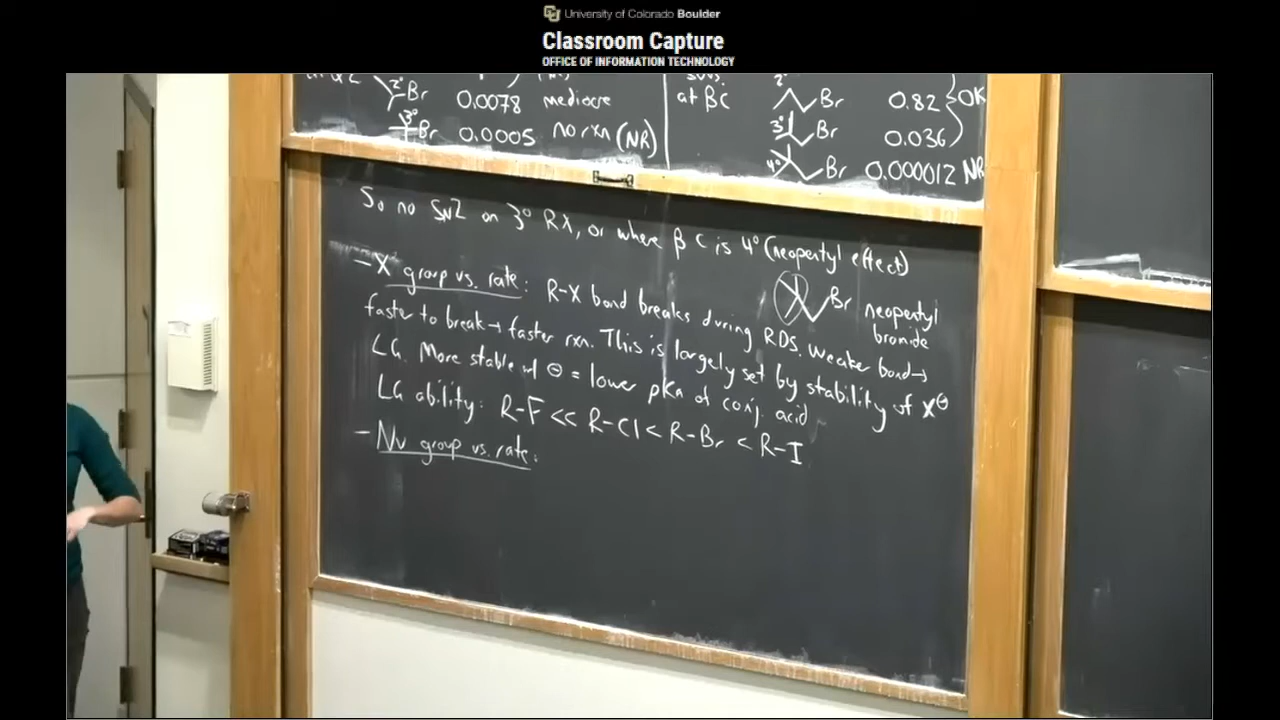 University of Colorado Boulder
Classroom Capture
OFFICE OF INFORMATION TECHNOLOGY
2° Br 0.0078 mediocre
3° Br 0.0005 no rxn (NR)
at βC 2° Br 0.82 } OK
3° Br 0.036
4° Br 0.000012 NR
So no SN2 on 3° RX, or where β C is 4° (neopentyl effect)
- X group vs. rate: R-X bond breaks during RDS. Weaker bond→
Br neopentyl
bromide
faster to break → faster rxn. This is largely set by stability of X⊖
LG. More stable w/ ⊖ = lower pKa of conj. acid
LG ability: R-F << R-Cl < R-Br < R-I
- Nu group vs. rate: